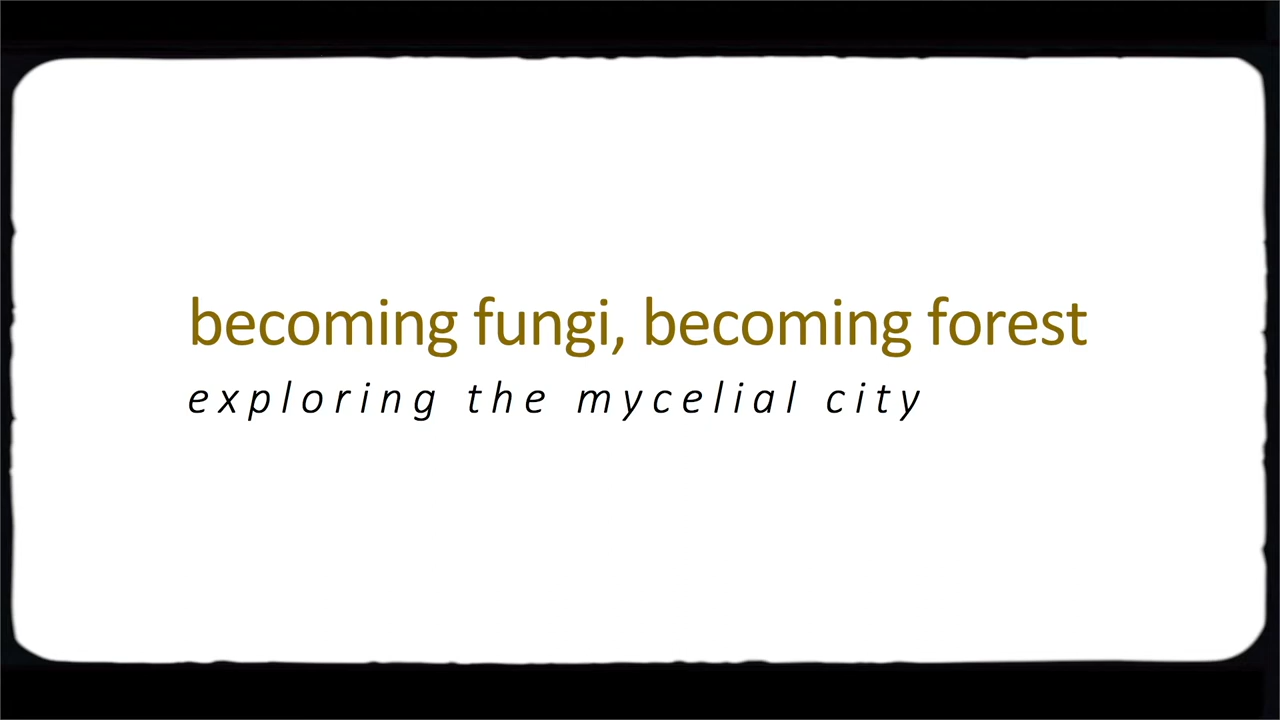 becoming fungi, becoming forest
exploring the mycelial city